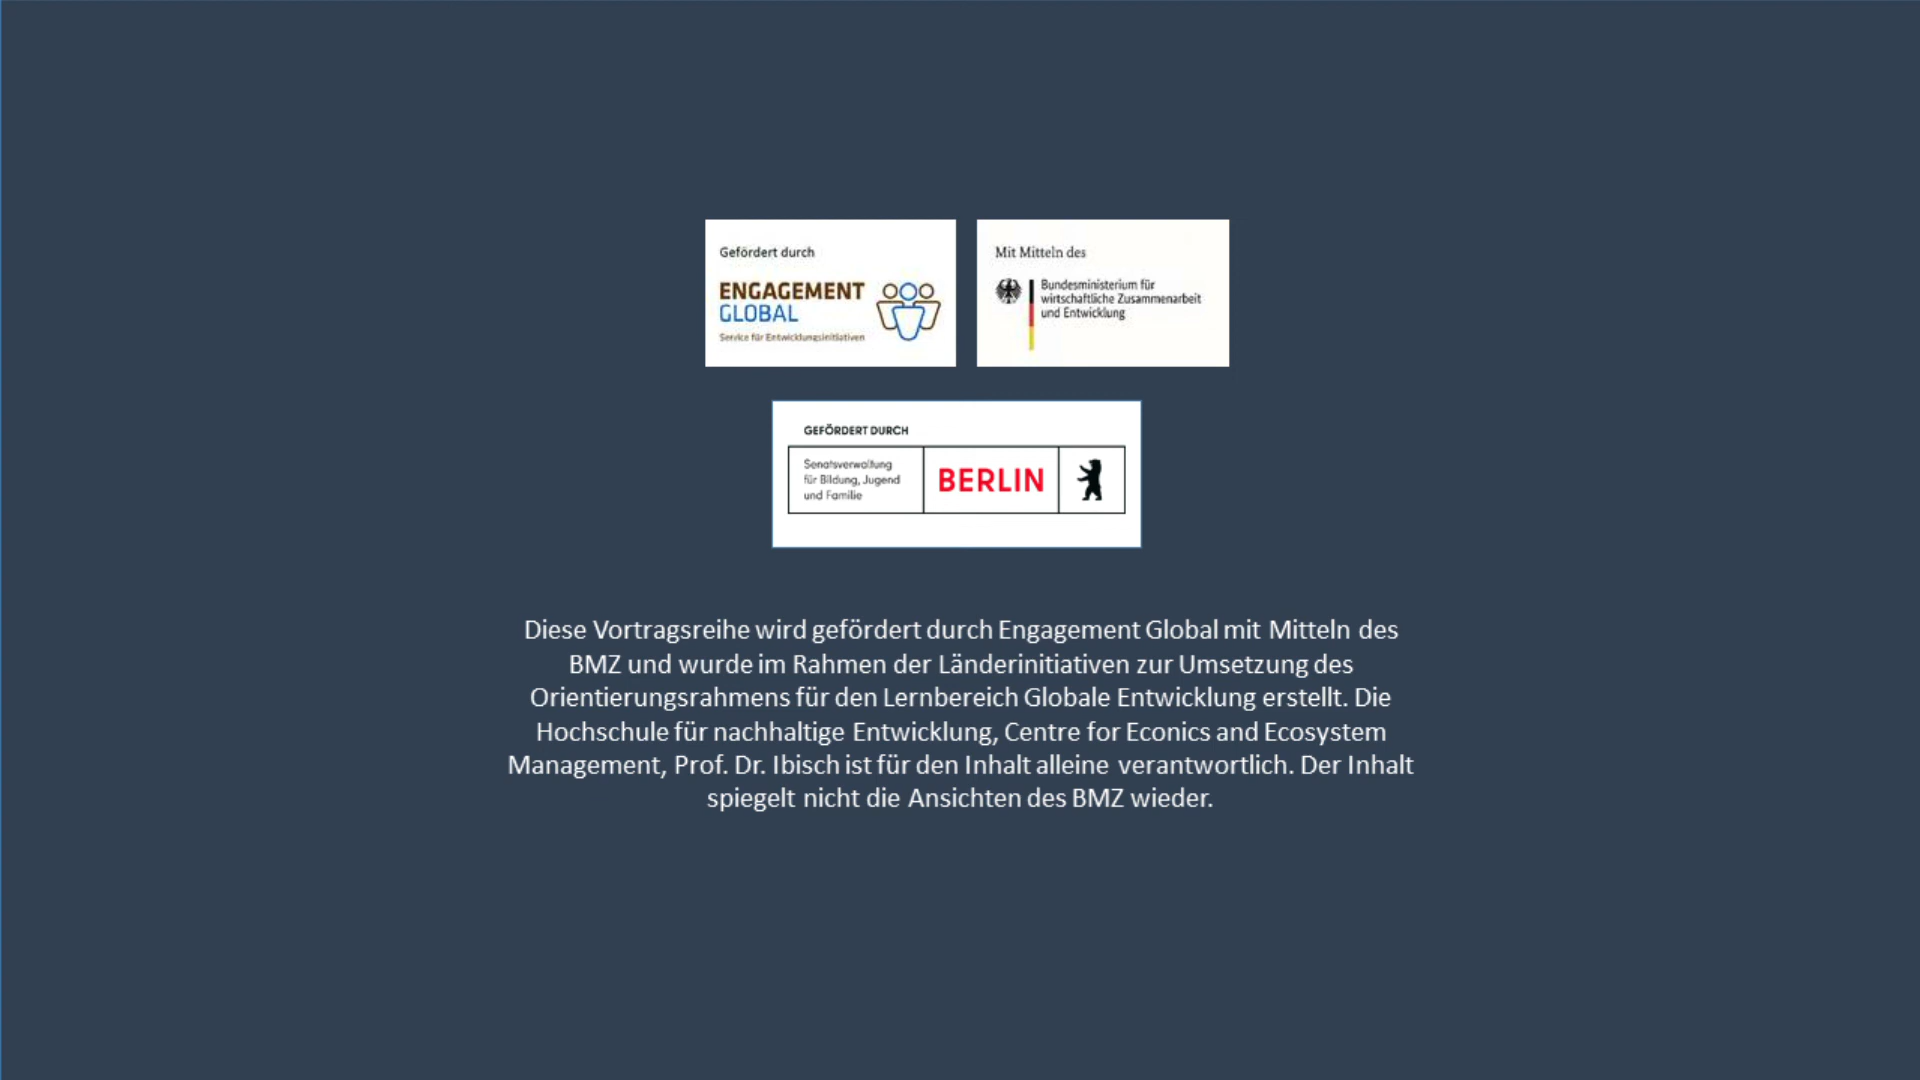 Gefördert durch
ENGAGEMENT
GLOBAL
Service für Entwicklungsinitiativen
Mit Mitteln des
Bundesministerium für
wirtschaftliche Zusammenarbeit
und Entwicklung
GEFÖRDERT DURCH
Senatsverwaltung
für Bildung, Jugend
und Familie
BERLIN
Diese Vortragsreihe wird gefördert durch Engagement Global mit Mitteln des
BMZ und wurde im Rahmen der Länderinitiativen zur Umsetzung des
Orientierungsrahmens für den Lernbereich Globale Entwicklung erstellt. Die
Hochschule für nachhaltige Entwicklung, Centre for Econics and Ecosystem
Management, Prof. Dr. Ibisch ist für den Inhalt alleine verantwortlich. Der Inhalt
spiegelt nicht die Ansichten des BMZ wieder.